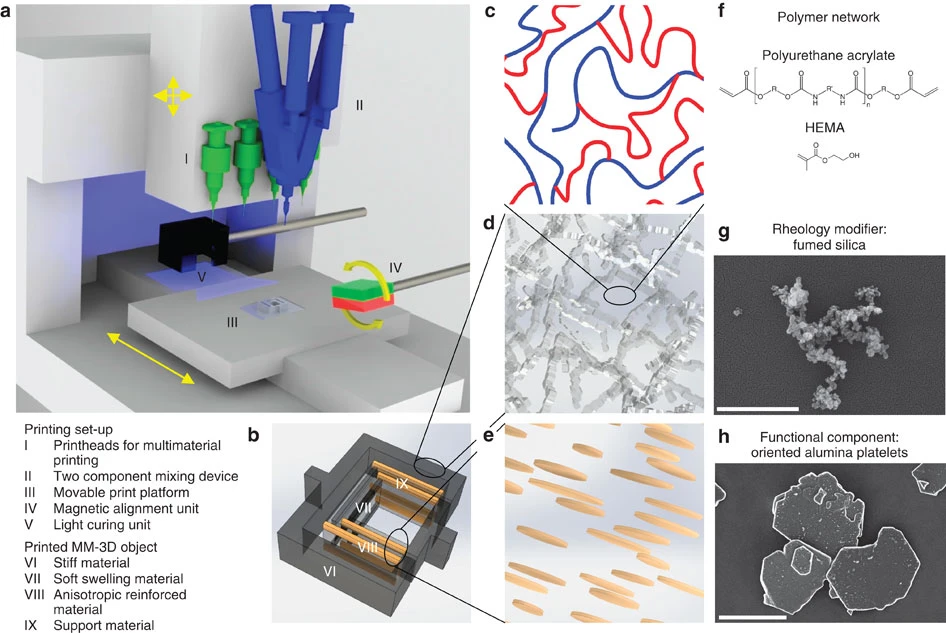 a
I
II
III
IV
V
Printing set-up
I Printheads for multimaterial
printing
II Two component mixing device
III Movable print platform
IV Magnetic alignment unit
V Light curing unit
Printed MM-3D object
VI Stiff material
VII Soft swelling material
VIII Anisotropic reinforced
material
IX Support material
b
IX
VII
VIII
VI
c
d
e
f
Polymer network
Polyurethane acrylate
O
O
O
O
O
R
O
N
H
R'
N
H
O
R
O
n
HEMA
O
O
OH
g
Rheology modifier:
fumed silica
h
Functional component:
oriented alumina platelets